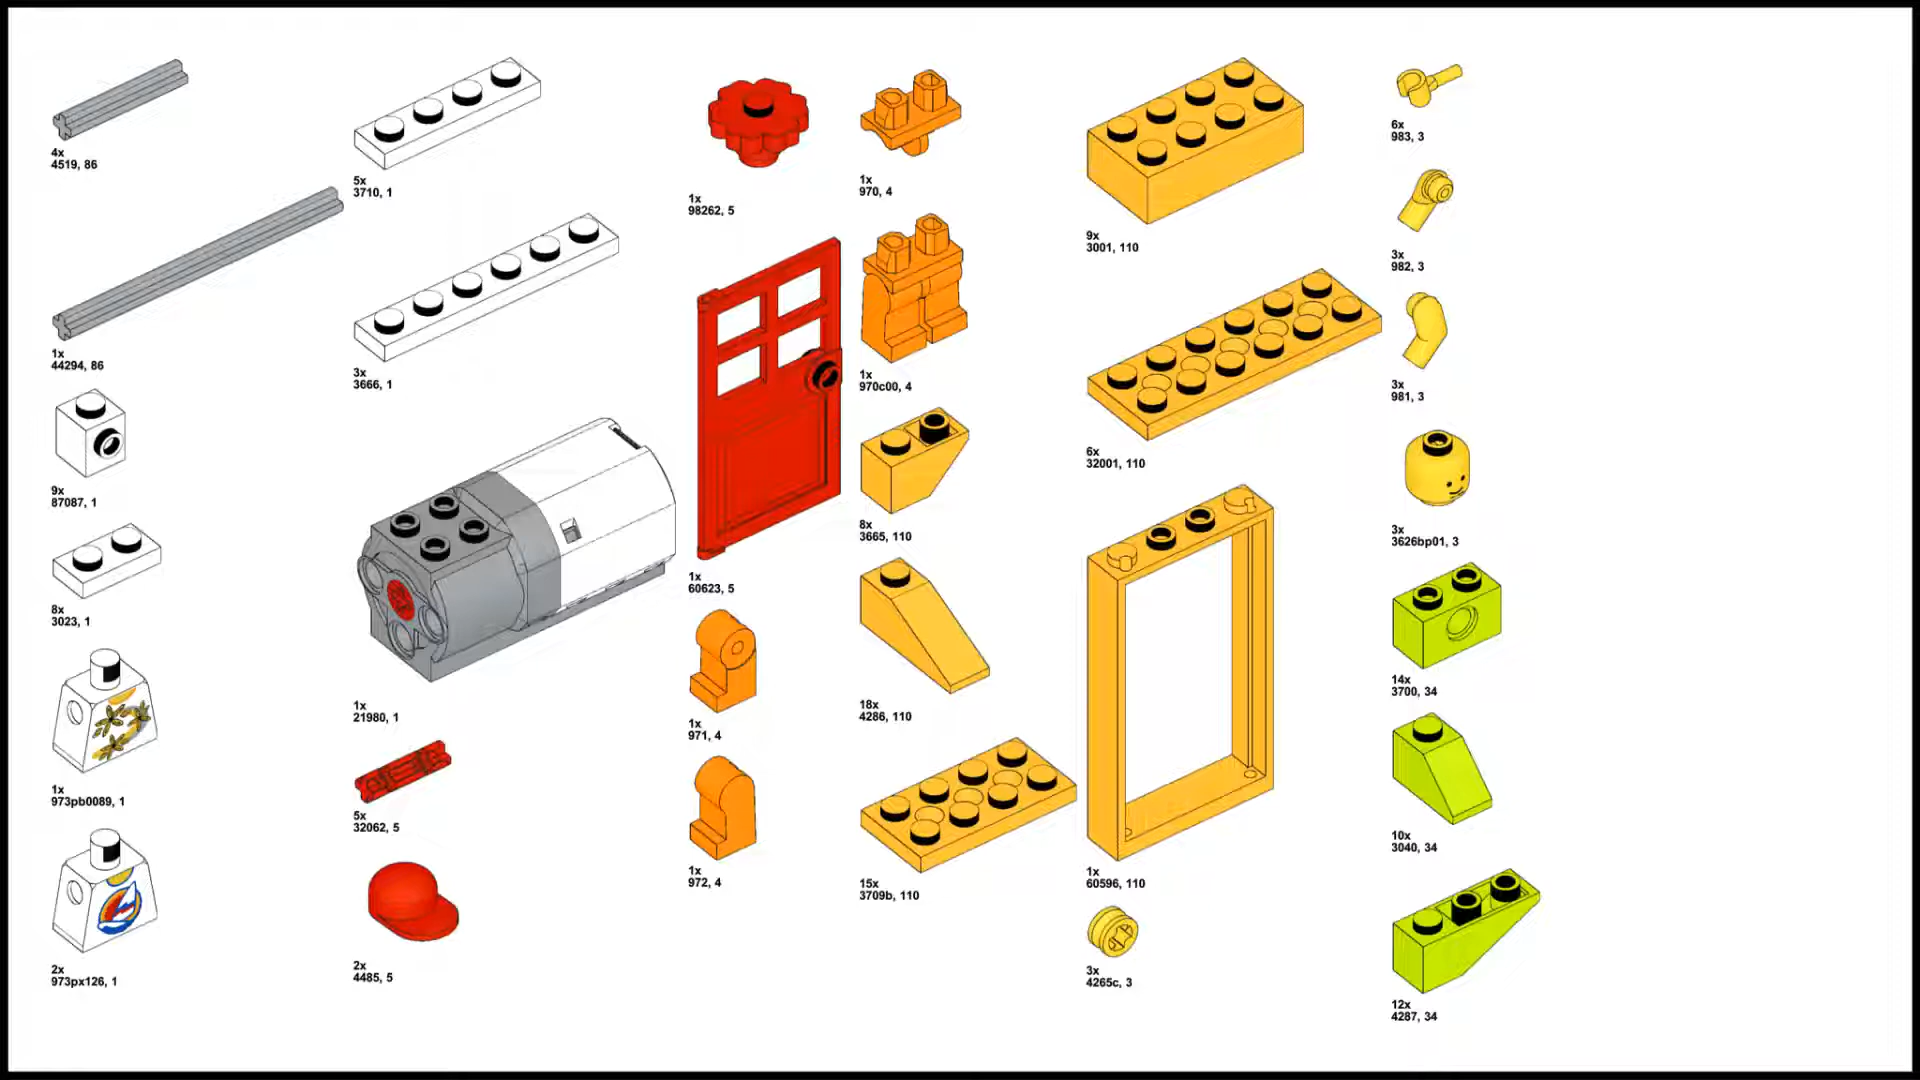 4x
4519, 86
1x
44294, 86
9x
87087, 1
8x
3023, 1
1x
973pb0089, 1
2x
973px126, 1
5x
3710, 1
3x
3666, 1
1x
21980, 1
5x
32062, 5
2x
4485, 5
1x
98262, 5
1x
60623, 5
1x
971, 4
1x
972, 4
1x
970, 4
1x
970c00, 4
8x
3665, 110
18x
4286, 110
15x
3709b, 110
9x
3001, 110
6x
32001, 110
1x
60596, 110
3x
4265c, 3
6x
983, 3
3x
982, 3
3x
981, 3
3x
3626bp01, 3
14x
3700, 34
10x
3040, 34
12x
4287, 34